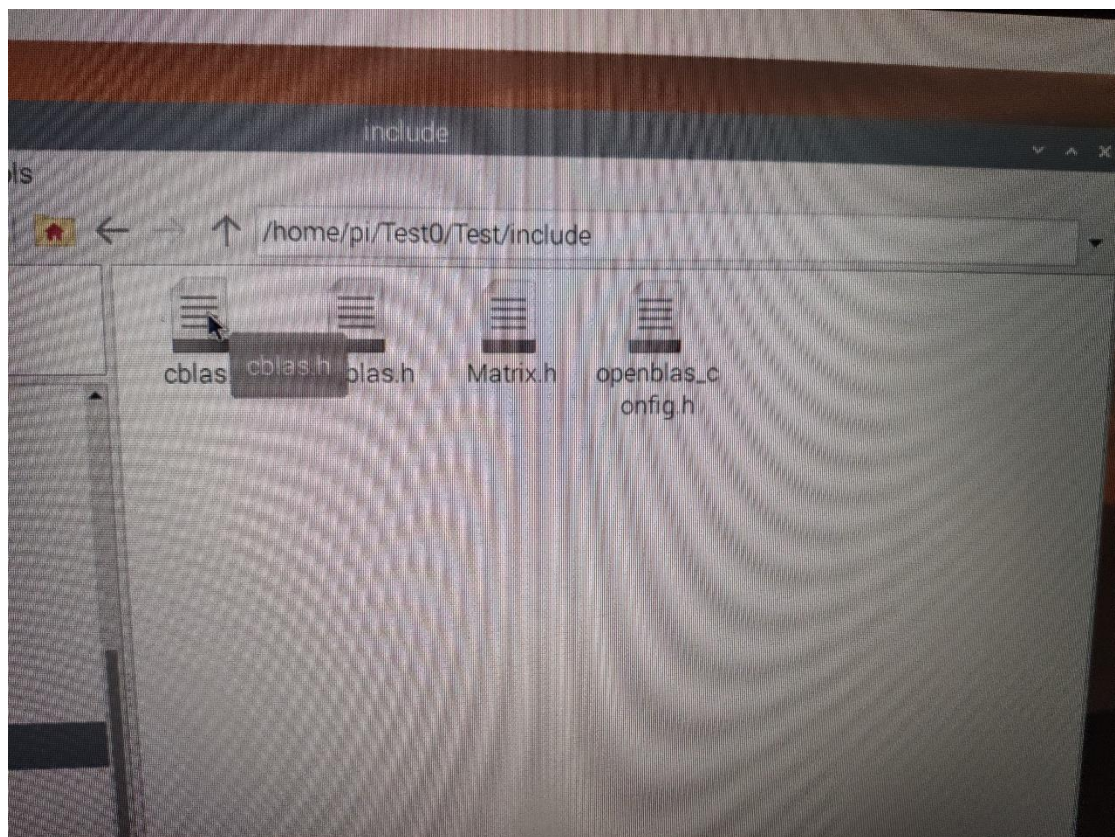 include
ls
/home/pi/Test0/Test/include
cblas.
cblas.h
blas.h
Matrix.h
openblas_c
onfig.h